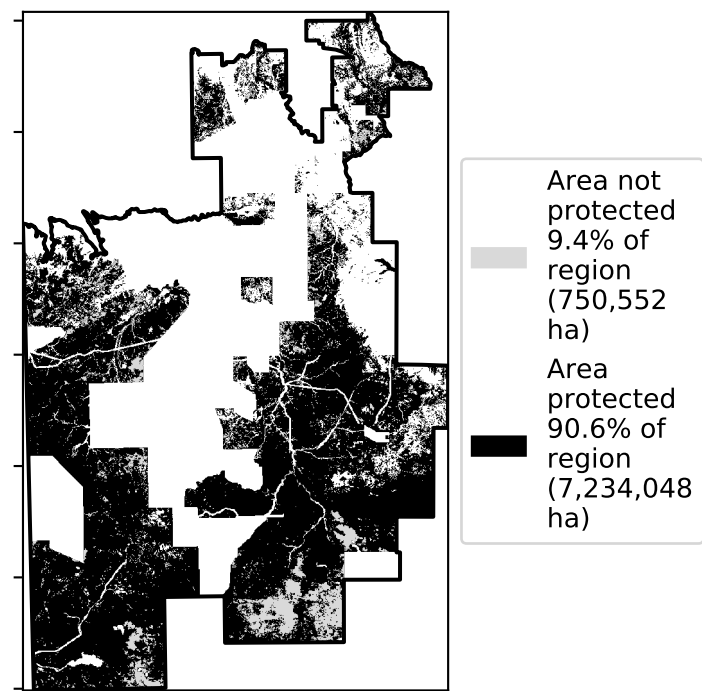 Area not
protected
9.4% of
region
(750,552
ha)
Area
protected
90.6% of
region
(7,234,048
ha)